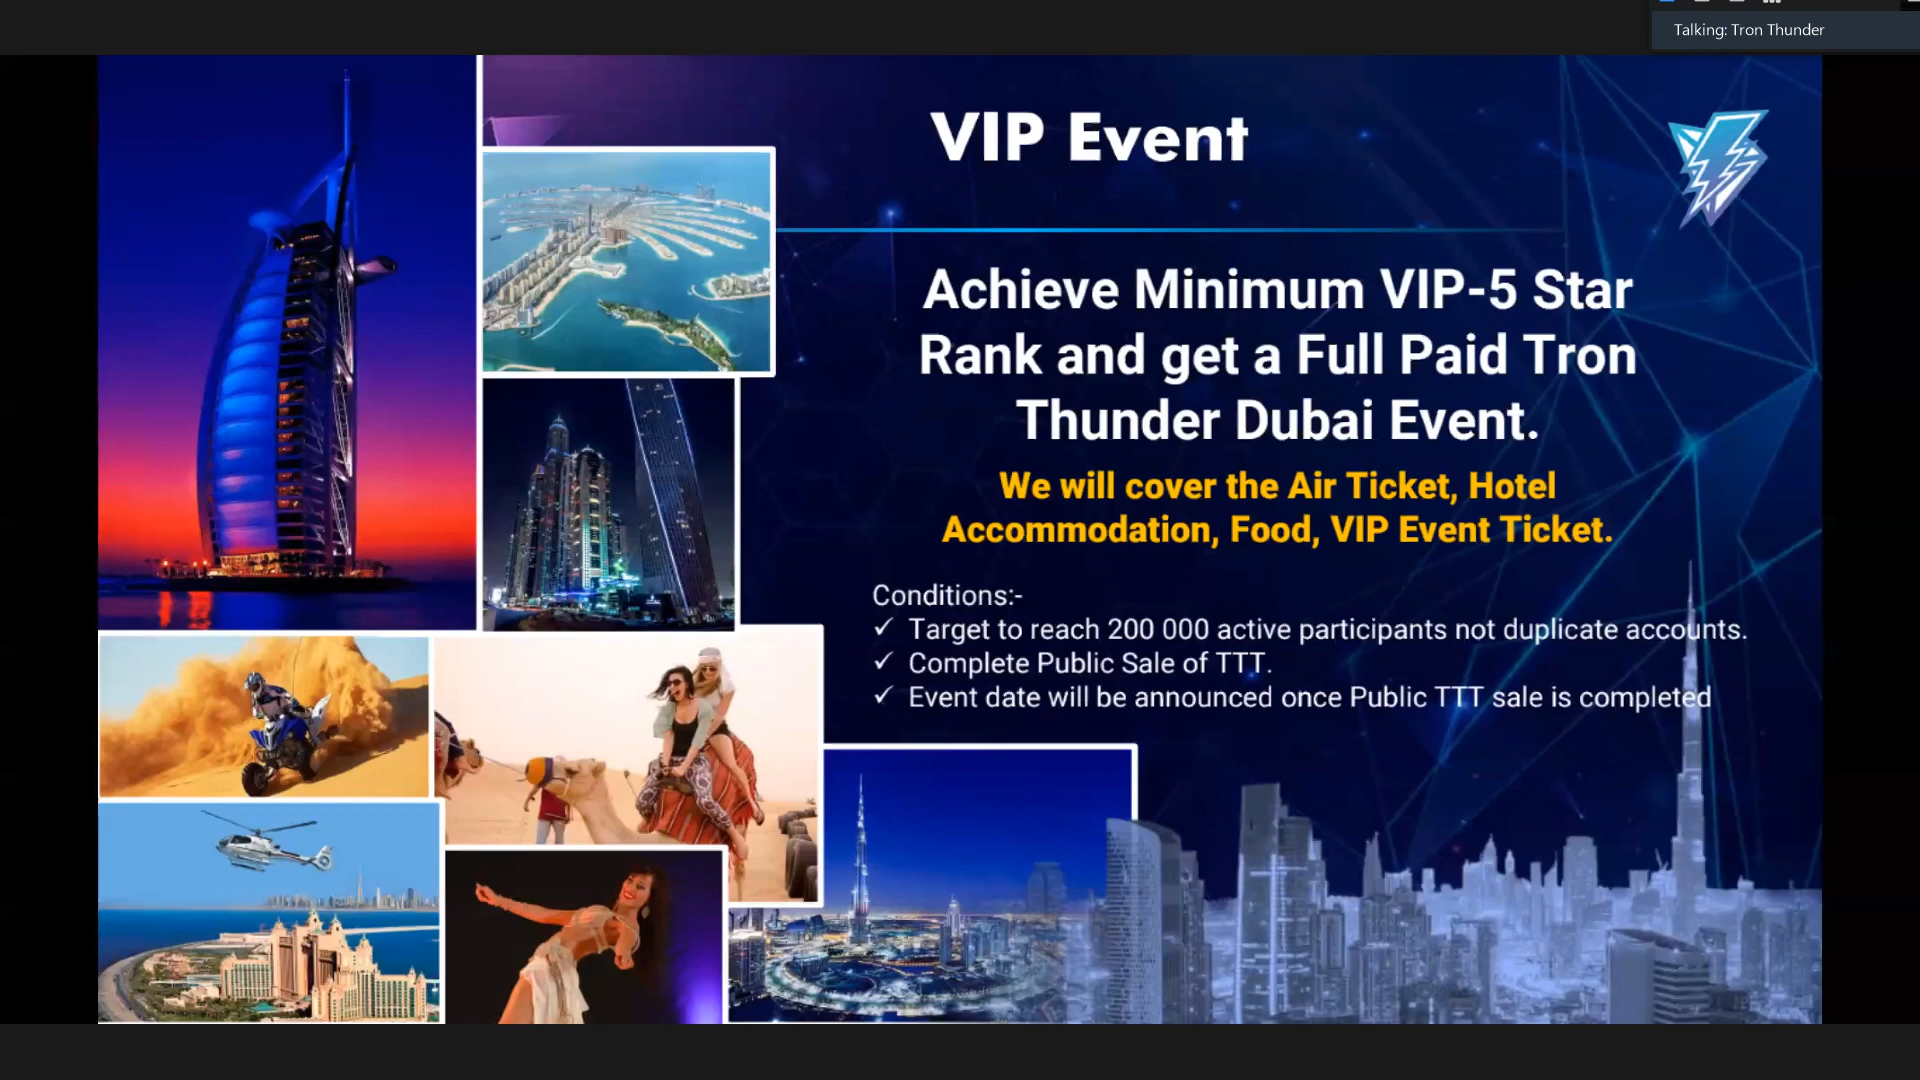 Talking: Tron Thunder
VIP Event
Achieve Minimum VIP-5 Star
Rank and get a Full Paid Tron
Thunder Dubai Event.
We will cover the Air Ticket, Hotel
Accommodation, Food, VIP Event Ticket.
Conditions:-
✓ Target to reach 200 000 active participants not duplicate accounts.
✓ Complete Public Sale of TTT.
✓ Event date will be announced once Public TTT sale is completed